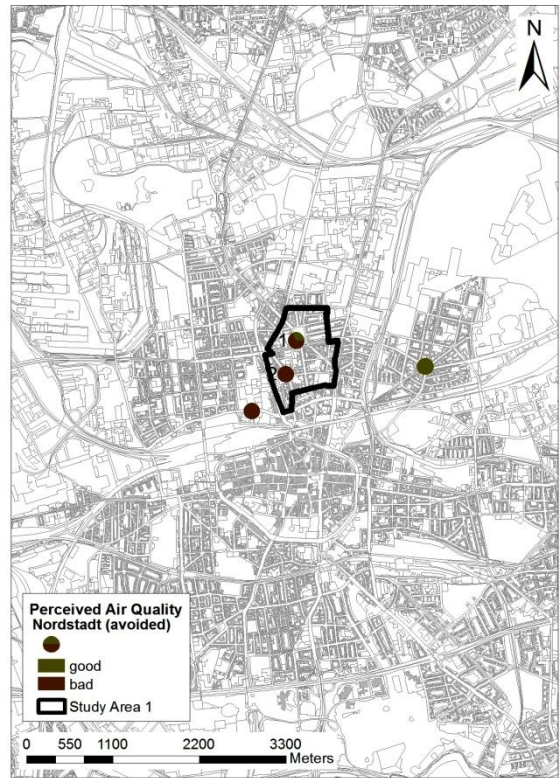 N
1
2
Perceived Air Quality
Nordstadt (avoided)
good
bad
Study Area 1
0 550 1100 2200 3300
Meters